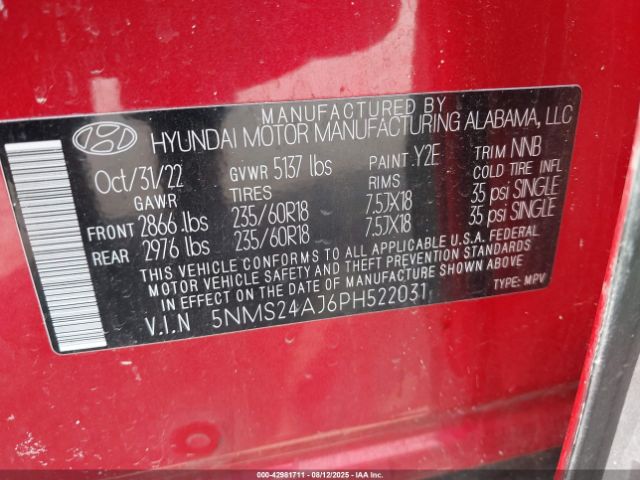 MANUFACTURED BY
HYUNDAI MOTOR MANUFACTURING ALABAMA, LLC
Oct/31/22 GVWR 5137 lbs PAINT Y2E TRIM NNB
GAWR TIRES RIMS COLD TIRE INFL
FRONT 2866 lbs 235/60R18 7.5JX18 35 psi SINGLE
REAR 2976 lbs 235/60R18 7.5JX18 35 psi SINGLE
THIS VEHICLE CONFORMS TO ALL APPLICABLE U.S.A. FEDERAL
MOTOR VEHICLE SAFETY AND THEFT PREVENTION STANDARDS
IN EFFECT ON THE DATE OF MANUFACTURE SHOWN ABOVE
V.I.N 5NMS24AJ6PH522031 TYPE: MPV
000-42981711 - 08/12/2025 - IAAI.COM